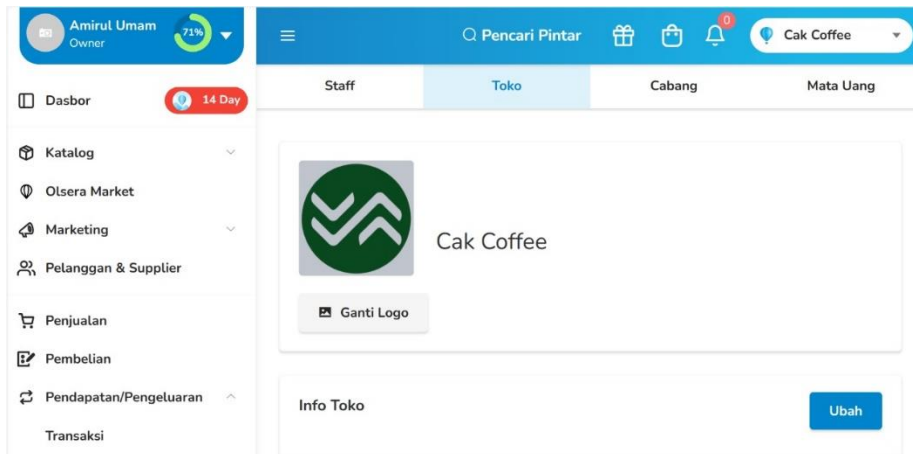 Amirul Umam
Owner
71%
Pencari Pintar
0
Cak Coffee
Dasbor
14 Day
Katalog
Olsera Market
Marketing
Pelanggan & Supplier
Penjualan
Pembelian
Pendapatan/Pengeluaran
Transaksi
Staff
Toko
Cabang
Mata Uang
Cak Coffee
Ganti Logo
Info Toko
Ubah